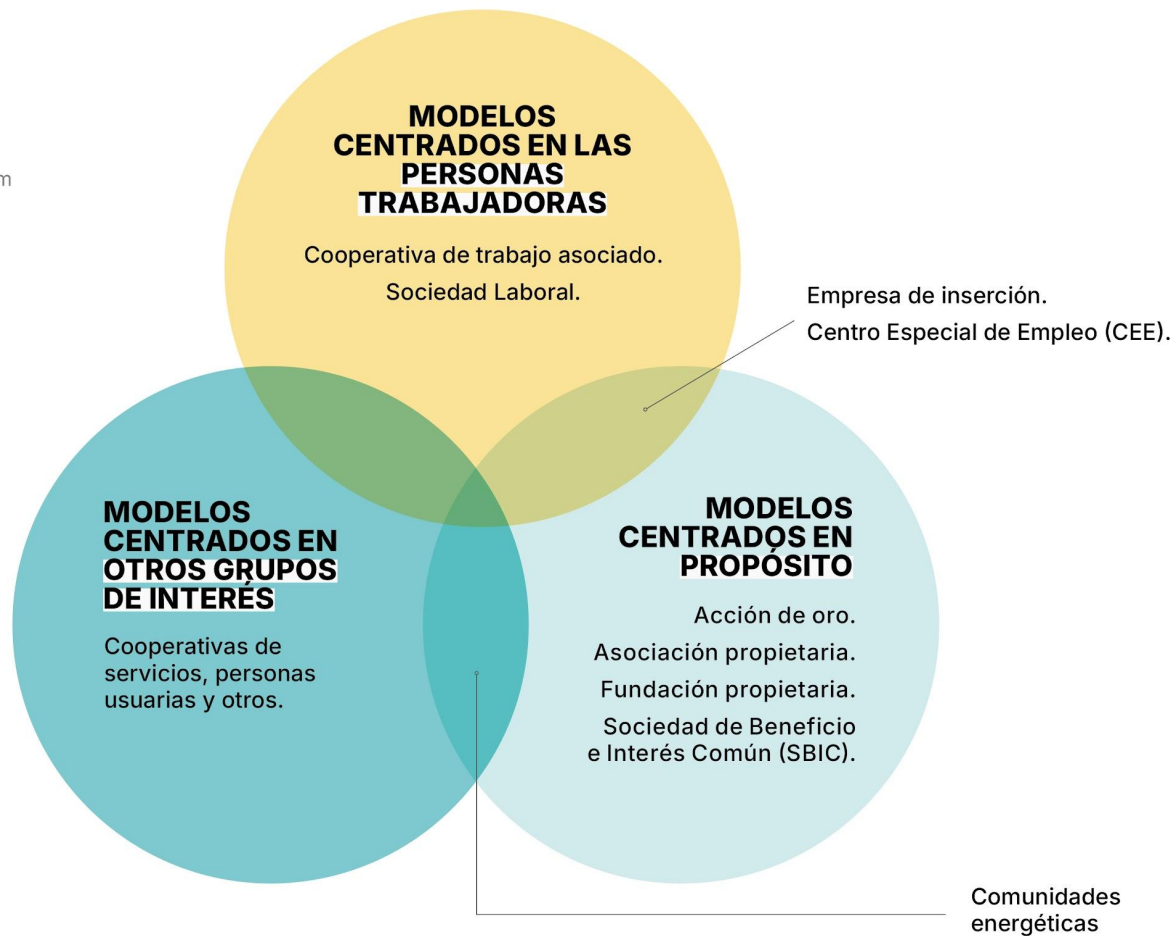 MODELOS
CENTRADOS EN LAS
PERSONAS
TRABAJADORAS
Cooperativa de trabajo asociado.
Sociedad Laboral.
m
Empresa de inserción.
Centro Especial de Empleo (CEE).
MODELOS
CENTRADOS EN
OTROS GRUPOS
DE INTERÉS
Cooperativas de
servicios, personas
usuarias y otros.
MODELOS
CENTRADOS EN
PROPÓSITO
Acción de oro.
Asociación propietaria.
Fundación propietaria.
Sociedad de Beneficio
e Interés Común (SBIC).
Comunidades
energéticas